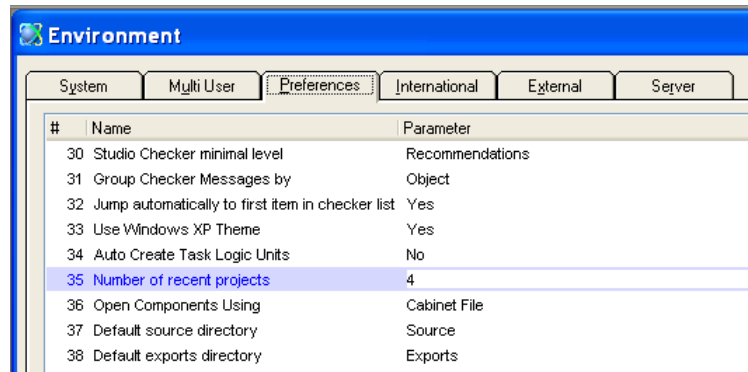 Environment
System Multi User Preferences International External Server
# Name Parameter
30 Studio Checker minimal level Recommendations
31 Group Checker Messages by Object
32 Jump automatically to first item in checker list Yes
33 Use Windows XP Theme Yes
34 Auto Create Task Logic Units No
35 Number of recent projects 4
36 Open Components Using Cabinet File
37 Default source directory Source
38 Default exports directory Exports